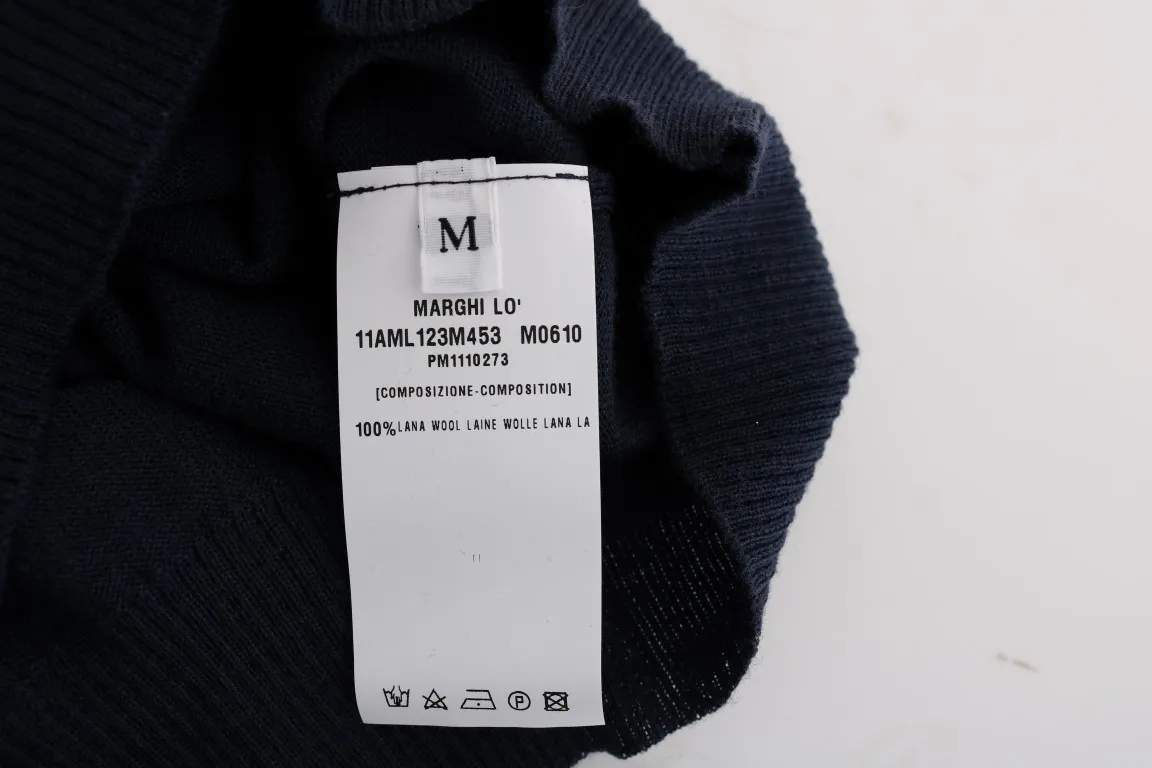 M
MARGHI LO'
11AML123M453 M0610
PM1110273
[COMPOSIZIONE-COMPOSITION]
100% LANA WOOL LAINE WOLLE LANA LA
P